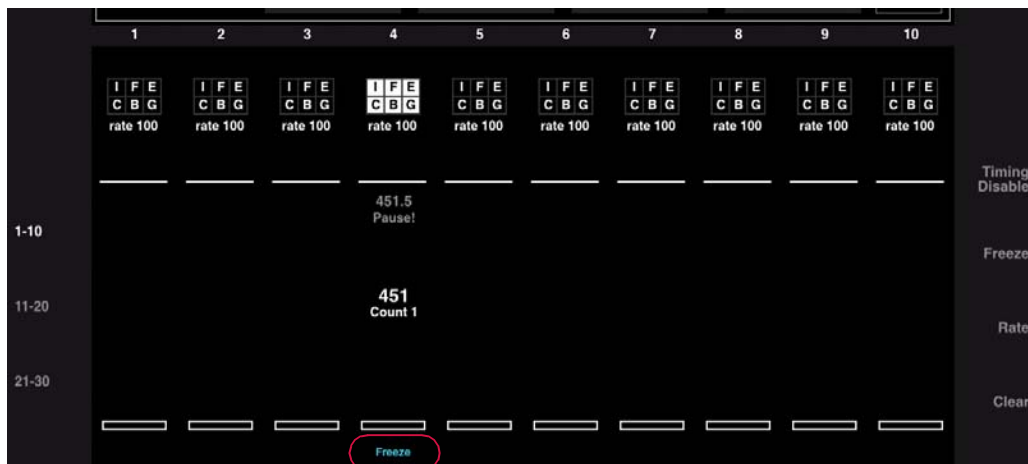 1 2 3 4 5 6 7 8 9 10
I F E I F E I F E I F E I F E I F E I F E I F E I F E I F E
C B G C B G C B G C B G C B G C B G C B G C B G C B G C B G
rate 100 rate 100 rate 100 rate 100 rate 100 rate 100 rate 100 rate 100 rate 100 rate 100
Timing
Disable
451.5
Pause!
1-10
Freeze
451
Count 1
11-20
Rate
21-30
Clear
Freeze